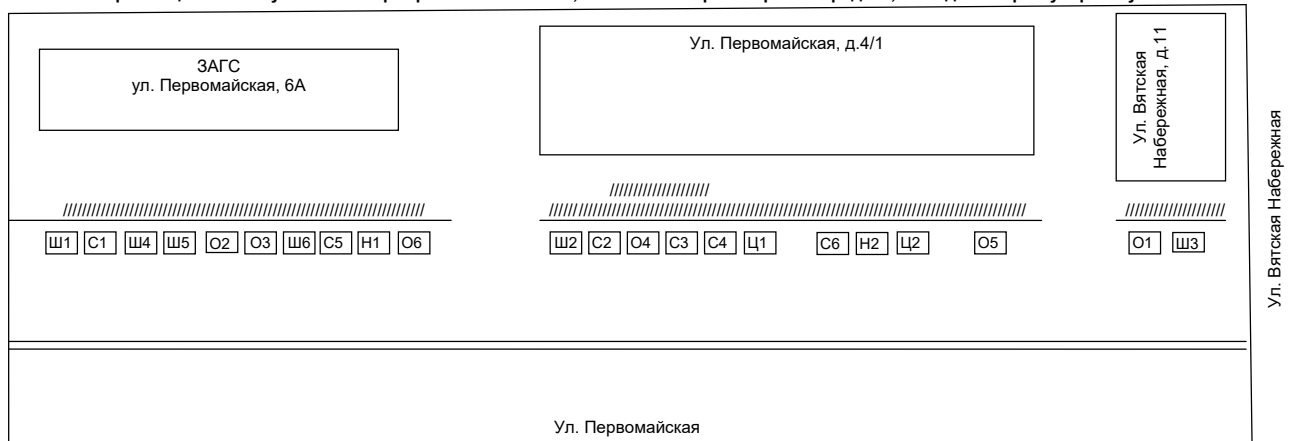 ЗАГС
ул. Первомайская, 6А
Ул. Первомайская, д.4/1
Ул. Вятская
Набережная, д.11
Ул. Вятская Набережная
Ш1 С1 Ш4 Ш5 О2 О3 Ш6 С5 Н1 О6 Ш2 С2 О4 С3 С4 Ц1 С6 Н2 Ц2 О5 О1 Ш3
Ул. Первомайская